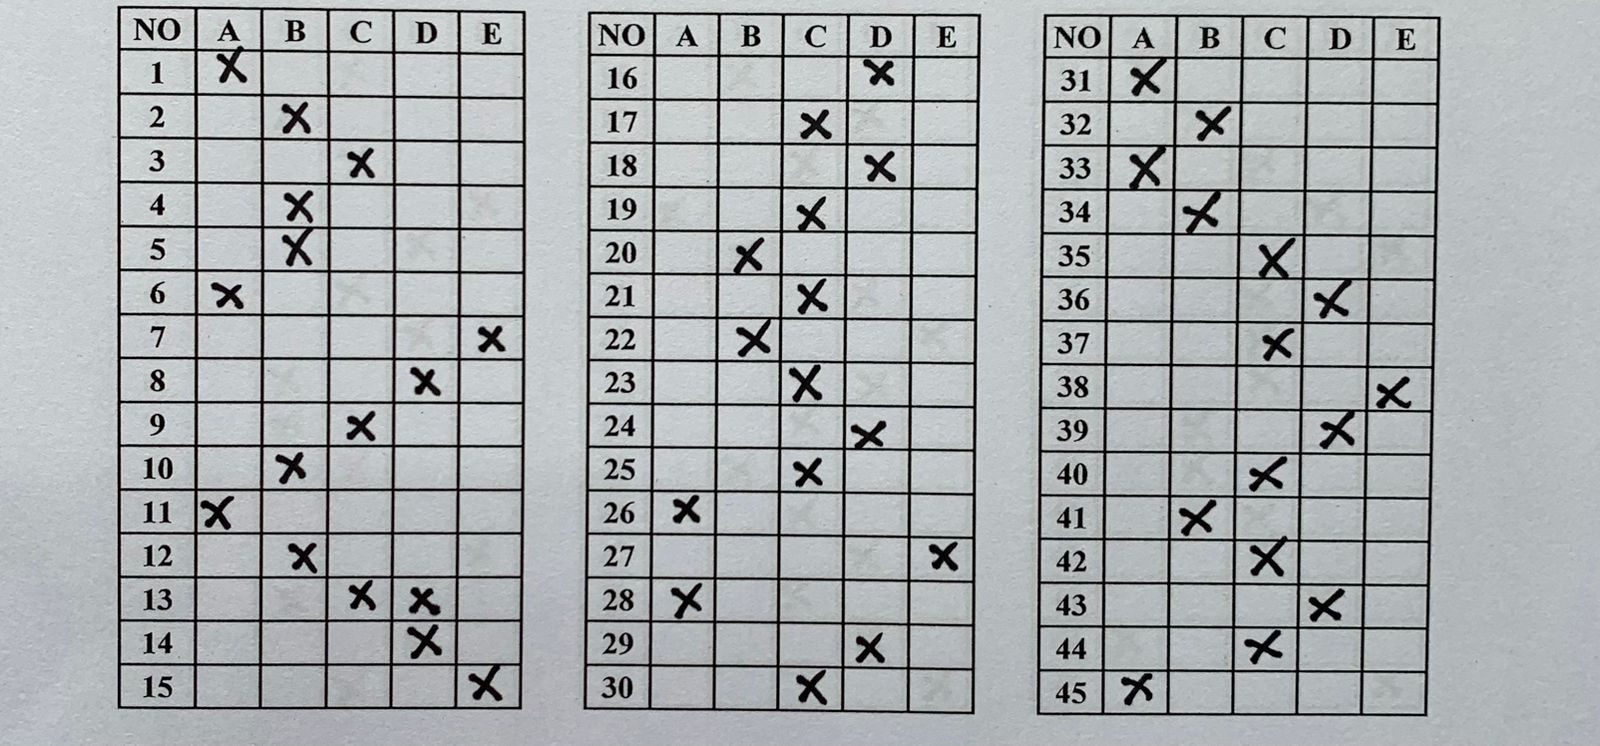 NO A B C D E
1 X
2 X
3 X
4 X
5 X
6 X
7 X
8 X
9 X
10 X
11 X
12 X
13 X X
14 X
15 X
NO A B C D E
16 X
17 X
18 X
19 X
20 X
21 X
22 X
23 X
24 X
25 X
26 X
27 X
28 X
29 X
30 X
NO A B C D E
31 X
32 X
33 X
34 X
35 X
36 X
37 X
38 X
39 X
40 X
41 X
42 X
43 X
44 X
45 X